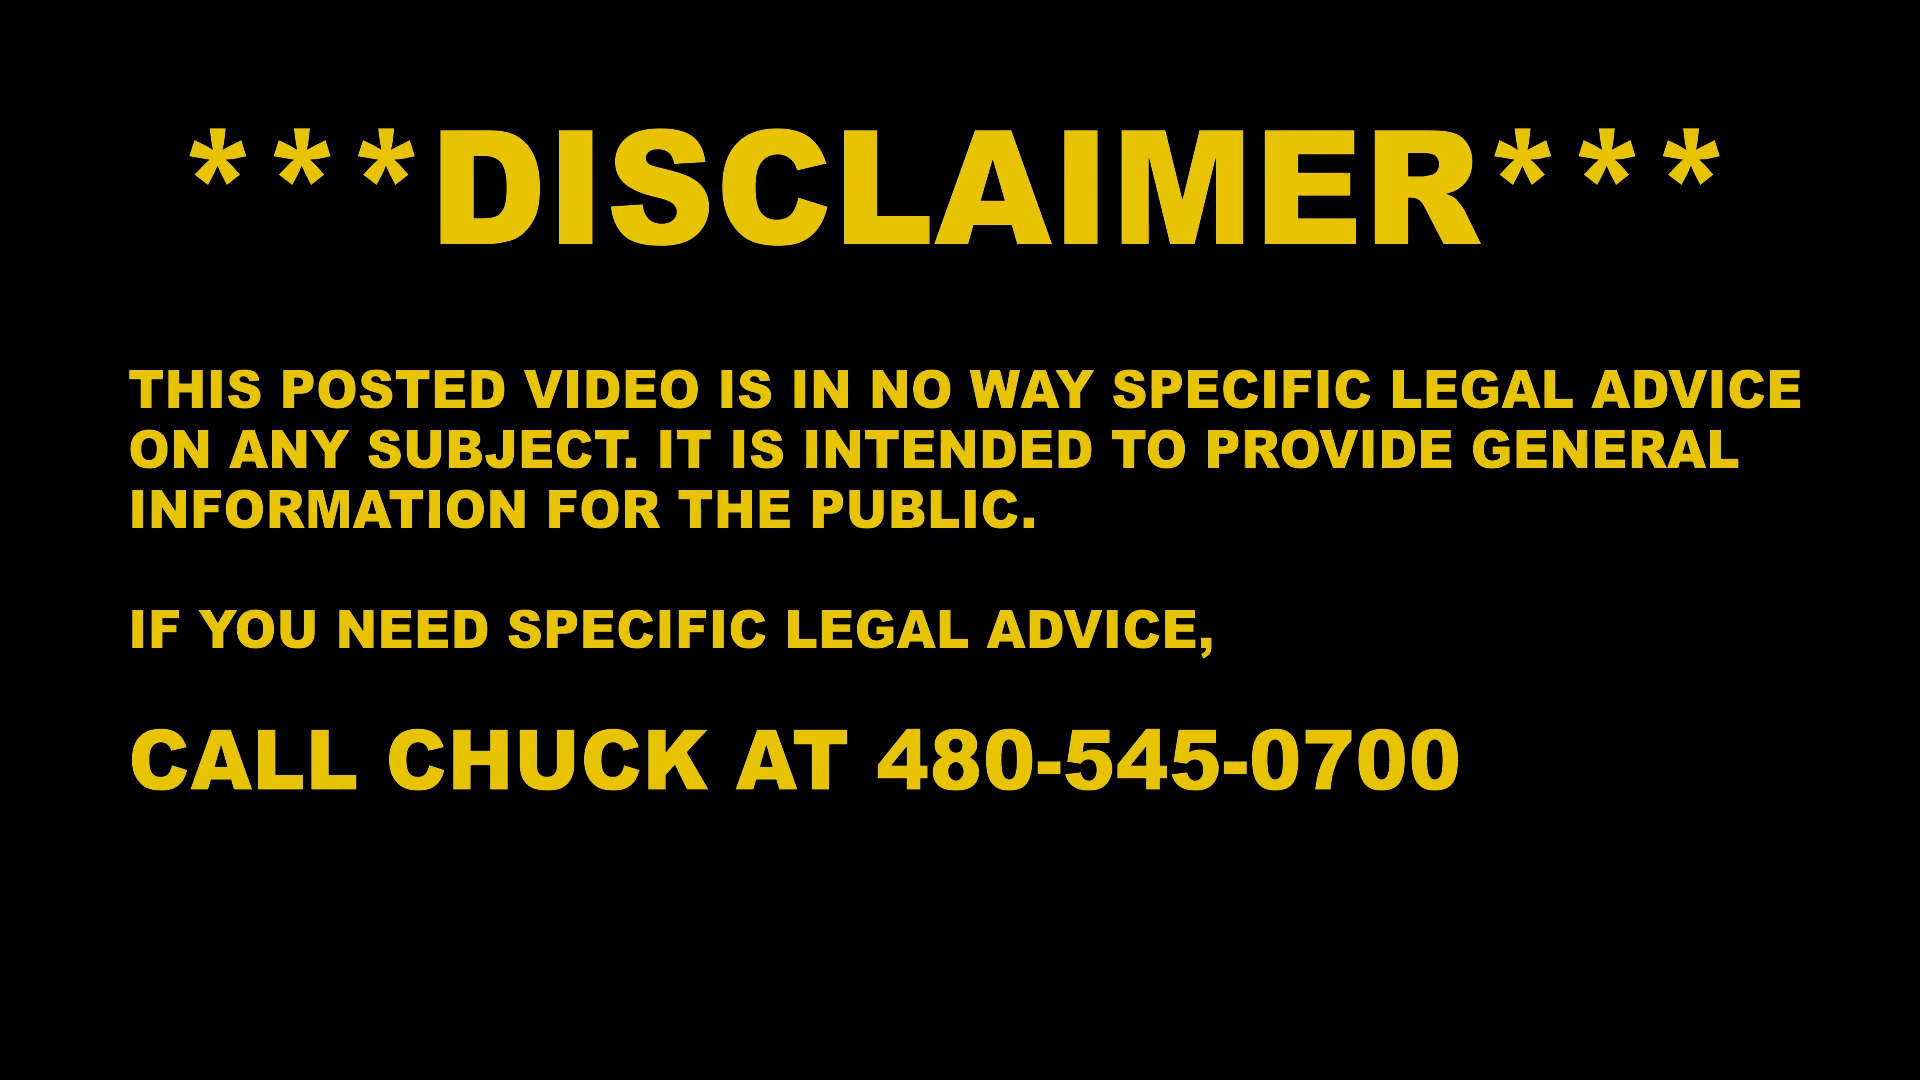 ***DISCLAIMER***
THIS POSTED VIDEO IS IN NO WAY SPECIFIC LEGAL ADVICE
ON ANY SUBJECT. IT IS INTENDED TO PROVIDE GENERAL
INFORMATION FOR THE PUBLIC.
IF YOU NEED SPECIFIC LEGAL ADVICE,
CALL CHUCK AT 480-545-0700